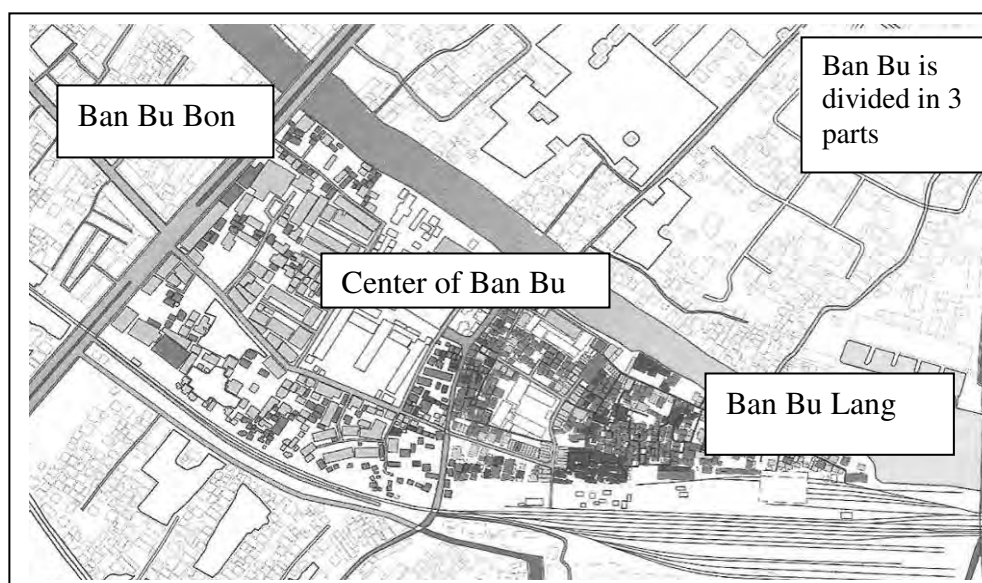 Ban Bu is
divided in 3
parts
Ban Bu Bon
Center of Ban Bu
Ban Bu Lang